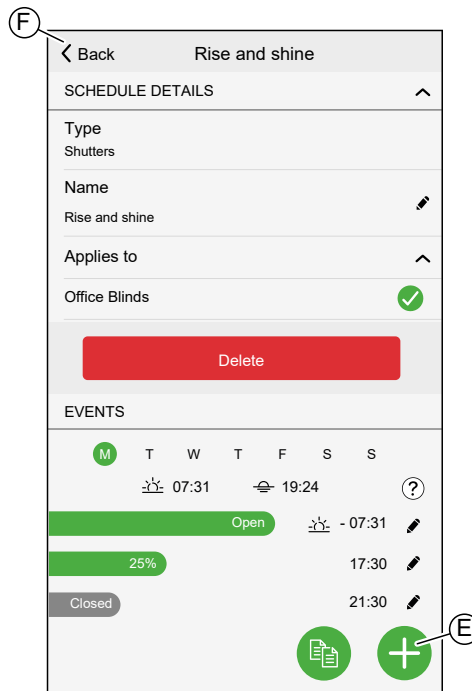 F
Back Rise and shine
SCHEDULE DETAILS
Type
Shutters
Name
Rise and shine
Applies to
Office Blinds
Delete
EVENTS
M T W T F S S
07:31 19:24 ?
Open - 07:31
25% 17:30
Closed 21:30
E